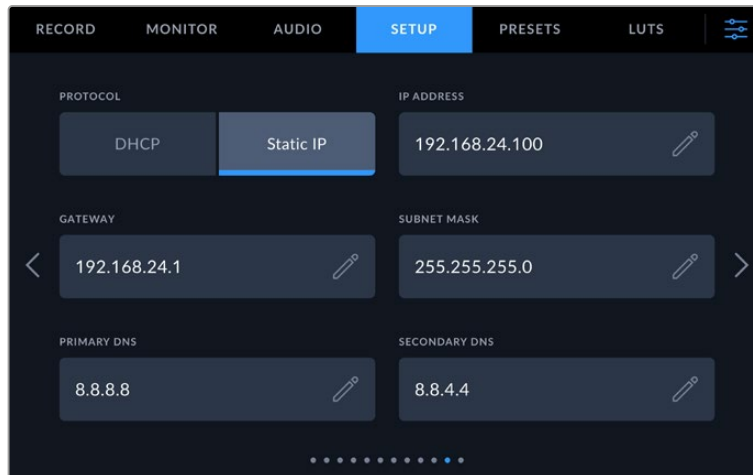 RECORD MONITOR AUDIO SETUP PRESETS LUTS
PROTOCOL
DHCP Static IP
IP ADDRESS
192.168.24.100
GATEWAY
192.168.24.1
SUBNET MASK
255.255.255.0
PRIMARY DNS
8.8.8.8
SECONDARY DNS
8.8.4.4